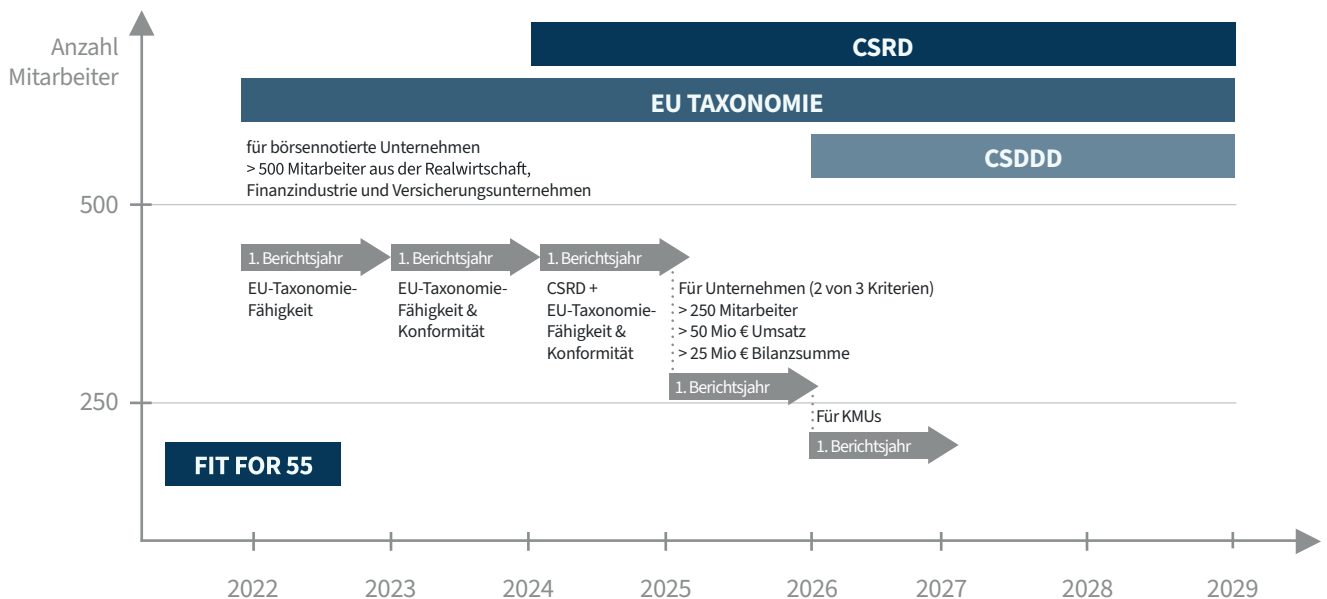 Anzahl
Mitarbeiter
CSRD
EU TAXONOMIE
CSDDD
für börsennotierte Unternehmen
> 500 Mitarbeiter aus der Realwirtschaft,
Finanzindustrie und Versicherungsunternehmen
500
1. Berichtsjahr
EU-Taxonomie-
Fähigkeit
1. Berichtsjahr
EU-Taxonomie-
Fähigkeit &
Konformität
1. Berichtsjahr
CSRD +
EU-Taxonomie-
Fähigkeit &
Konformität
Für Unternehmen (2 von 3 Kriterien)
> 250 Mitarbeiter
> 50 Mio € Umsatz
> 25 Mio € Bilanzsumme
1. Berichtsjahr
250
Für KMUs
1. Berichtsjahr
FIT FOR 55
2022
2023
2024
2025
2026
2027
2028
2029